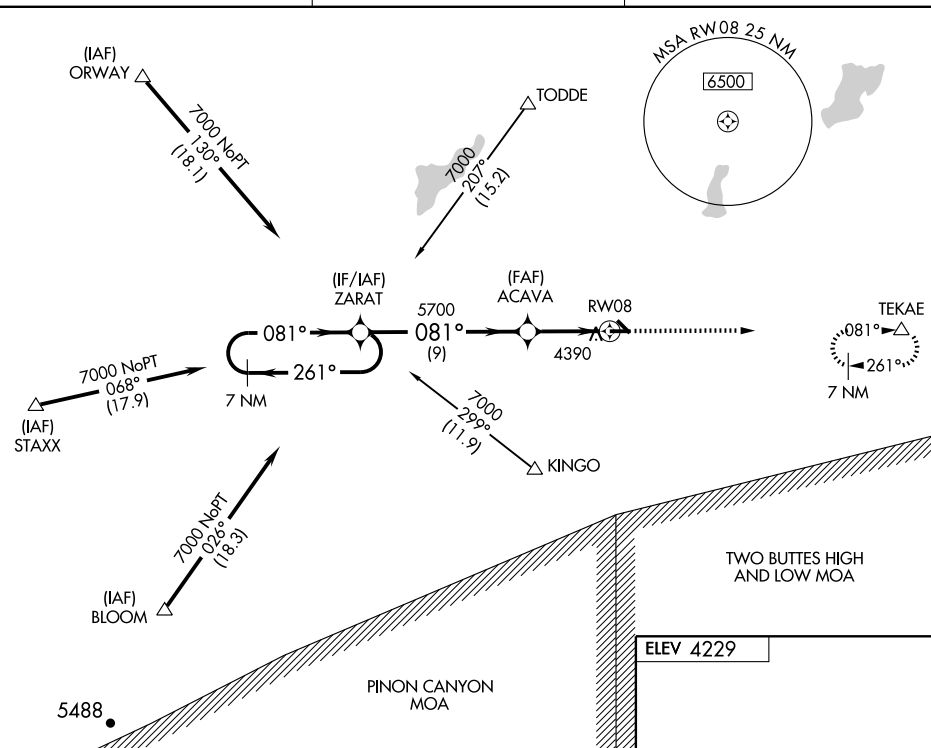 (IAF)
ORWAY
7000 NoPT
130°
(18.1)
TODDE
7000
207°
(15.2)
MSA RW08 25 NM
6500
(IF/IAF)
ZARAT
081°
261°
7 NM
5700
081°
(9)
(FAF)
ACAVA
RW08
4390
TEKAE
081°
261°
7 NM
7000 NoPT
068°
(17.9)
(IAF)
STAXX
7000
299°
(11.9)
KINGO
7000 NoPT
026°
(18.3)
(IAF)
BLOOM
TWO BUTTES HIGH
AND LOW MOA
ELEV 4229
PINON CANYON
MOA
5488